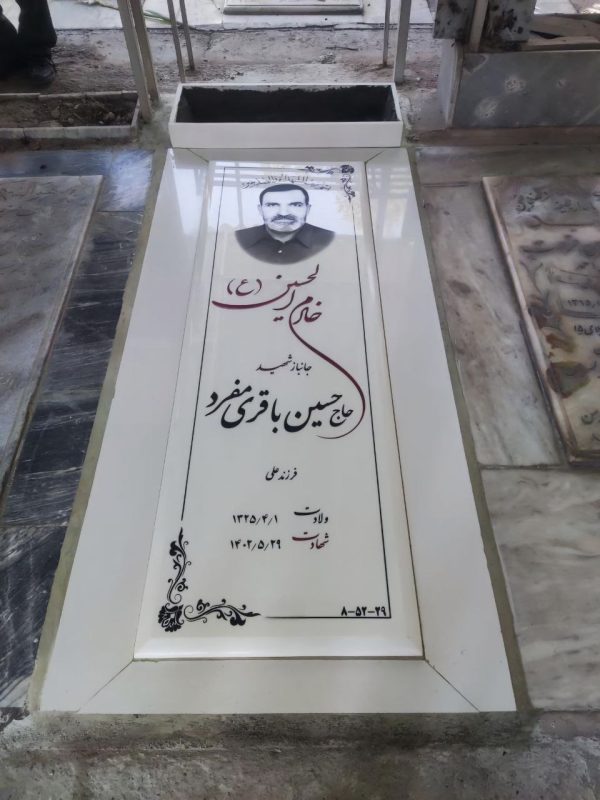 خادم الحسین (ع)
جانباز شهید
حاج حسین باقری مفرد
فرزند علی
ولادت ۱۳۲۵/۴/۱
شهادت ۱۴۰۲/۵/۲۹
۸-۵۲-۲۹